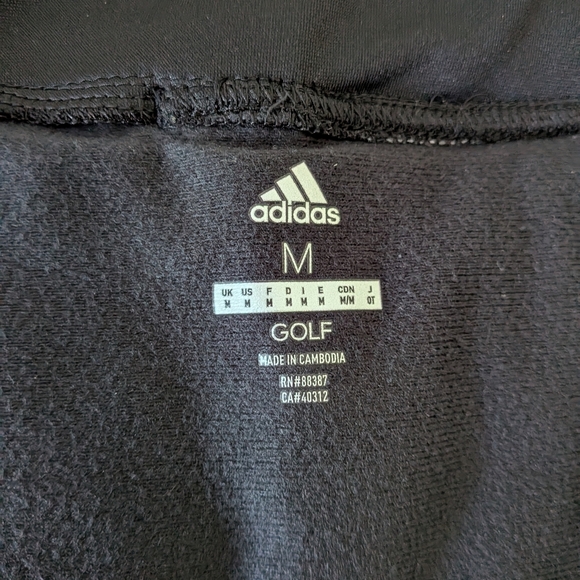 adidas
M
UK US F D I E CDN J
M M M M M M M/M OT
GOLF
MADE IN CAMBODIA
RN#88387
CA#40312